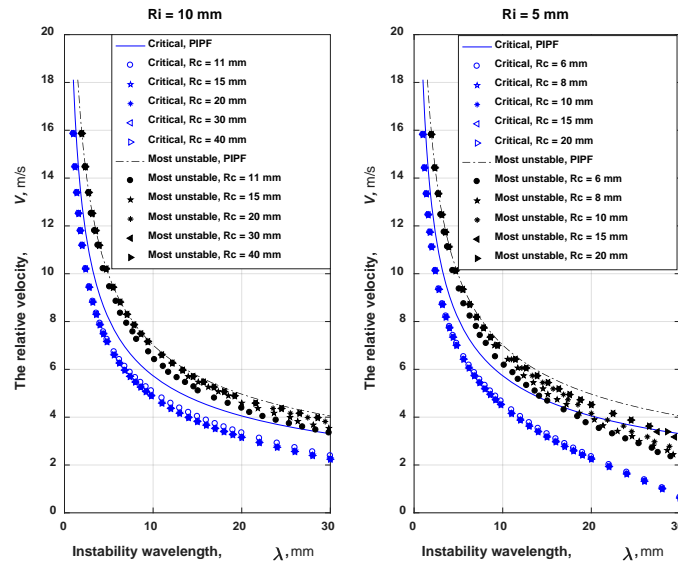 Ri = 10 mm
20
18
16
14
12
10
8
6
4
2
0
The relative velocity, V, m/s
Critical, PIPF
Critical, Rc = 11 mm
Critical, Rc = 15 mm
Critical, Rc = 20 mm
Critical, Rc = 30 mm
Critical, Rc = 40 mm
Most unstable, PIPF
Most unstable, Rc = 11 mm
Most unstable, Rc = 15 mm
Most unstable, Rc = 20 mm
Most unstable, Rc = 30 mm
Most unstable, Rc = 40 mm
0 10 20 30
Instability wavelength, λ, mm
Ri = 5 mm
20
18
16
14
12
10
8
6
4
2
0
The relative velocity, V, m/s
Critical, PIPF
Critical, Rc = 6 mm
Critical, Rc = 8 mm
Critical, Rc = 10 mm
Critical, Rc = 15 mm
Critical, Rc = 20 mm
Most unstable, PIPF
Most unstable, Rc = 6 mm
Most unstable, Rc = 8 mm
Most unstable, Rc = 10 mm
Most unstable, Rc = 15 mm
Most unstable, Rc = 20 mm
0 10 20 30
Instability wavelength, λ, mm